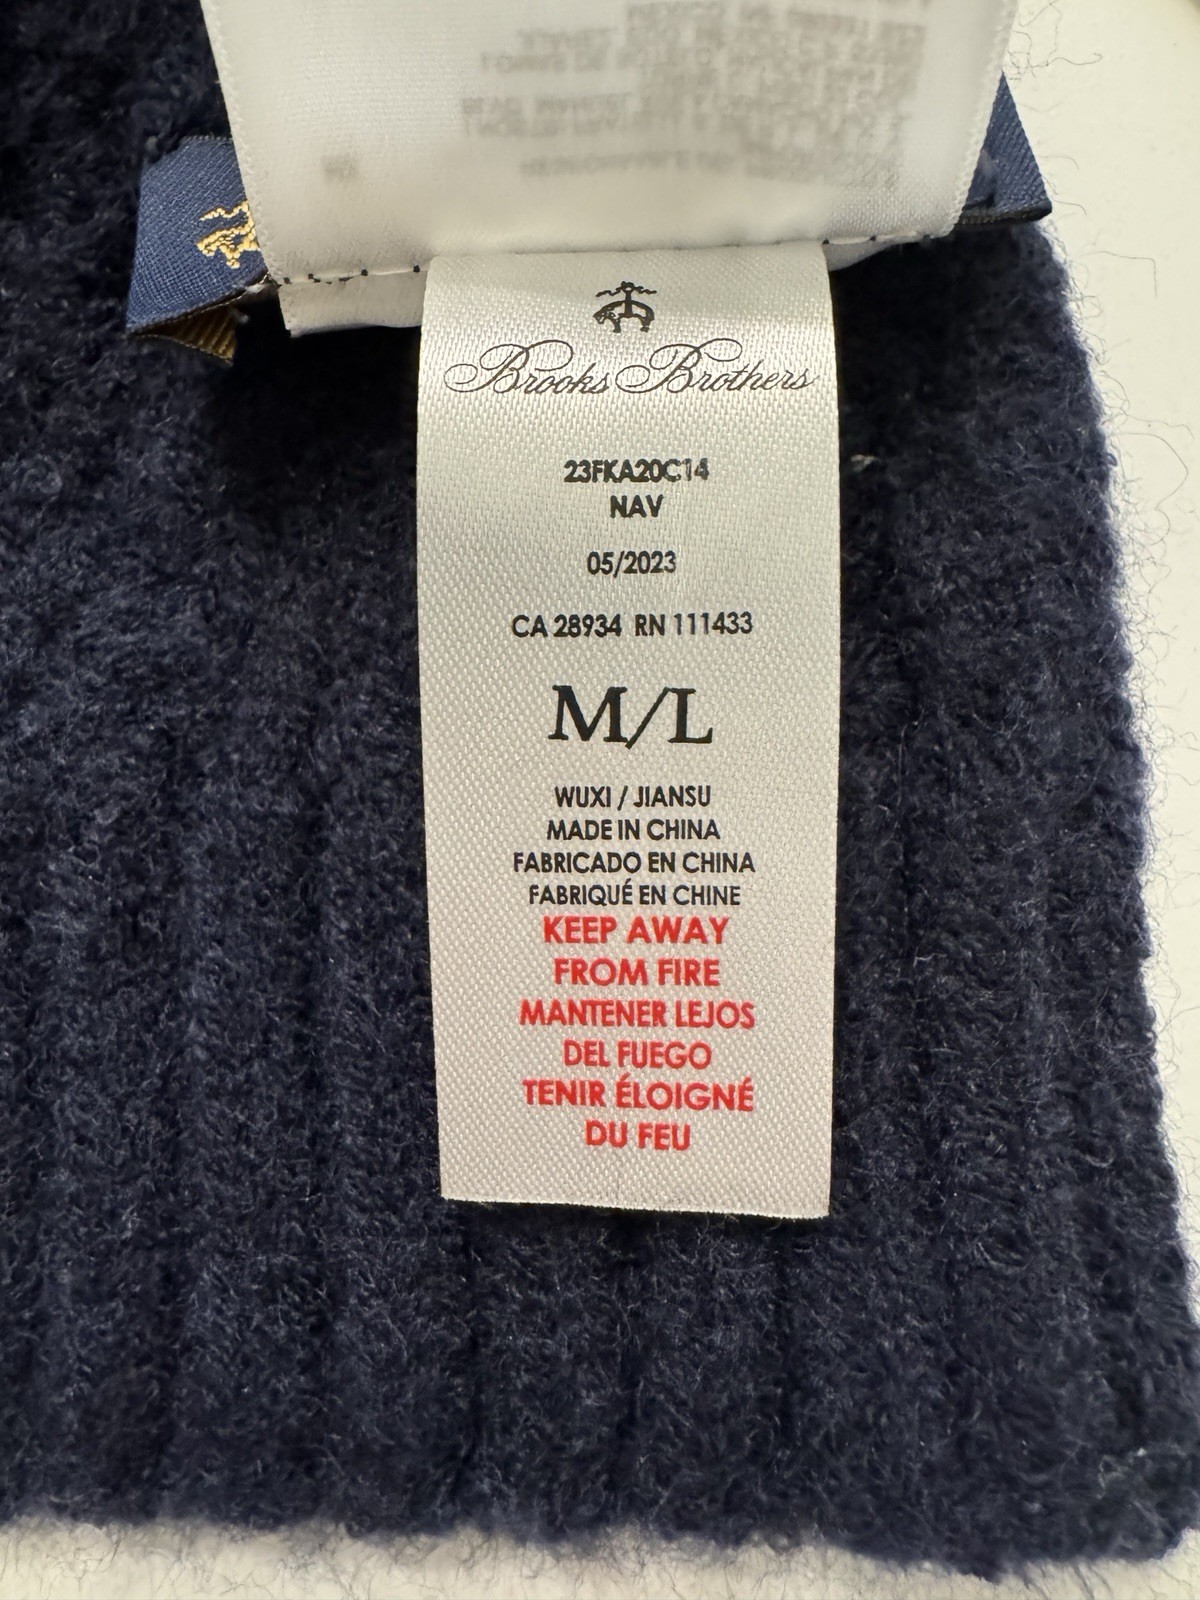 Brooks Brothers
23FKA20C14
NAV
05/2023
CA 28934 RN 111433
M/L
WUXI / JIANSU
MADE IN CHINA
FABRICADO EN CHINA
FABRIQUÉ EN CHINE
KEEP AWAY
FROM FIRE
MANTENER LEJOS
DEL FUEGO
TENIR ÉLOIGNÉ
DU FEU